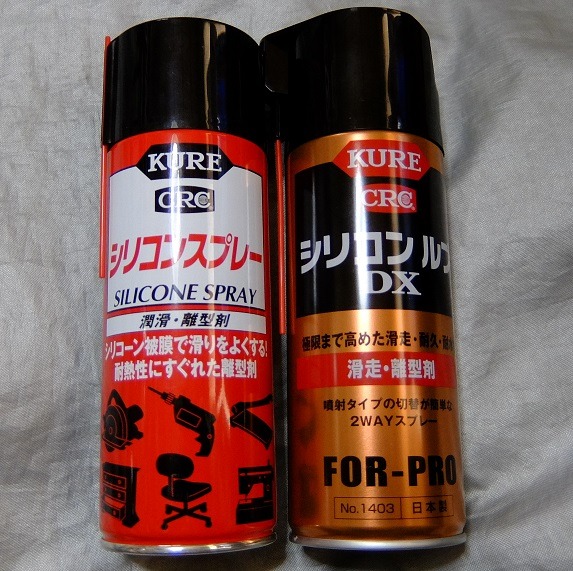 KURE
CRC
シリコンスプレー
SILICONE SPRAY
潤滑・離型剤
シリコーン被膜で滑りをよくする!
耐熱性にすぐれた離型剤
KURE
CRC
シリコン ルブ
DX
極限まで高めた滑走・耐久・耐
滑走・離型剤
噴射タイプの切替が簡単な
2WAYスプレー
FOR-PRO
No.1403 日本製